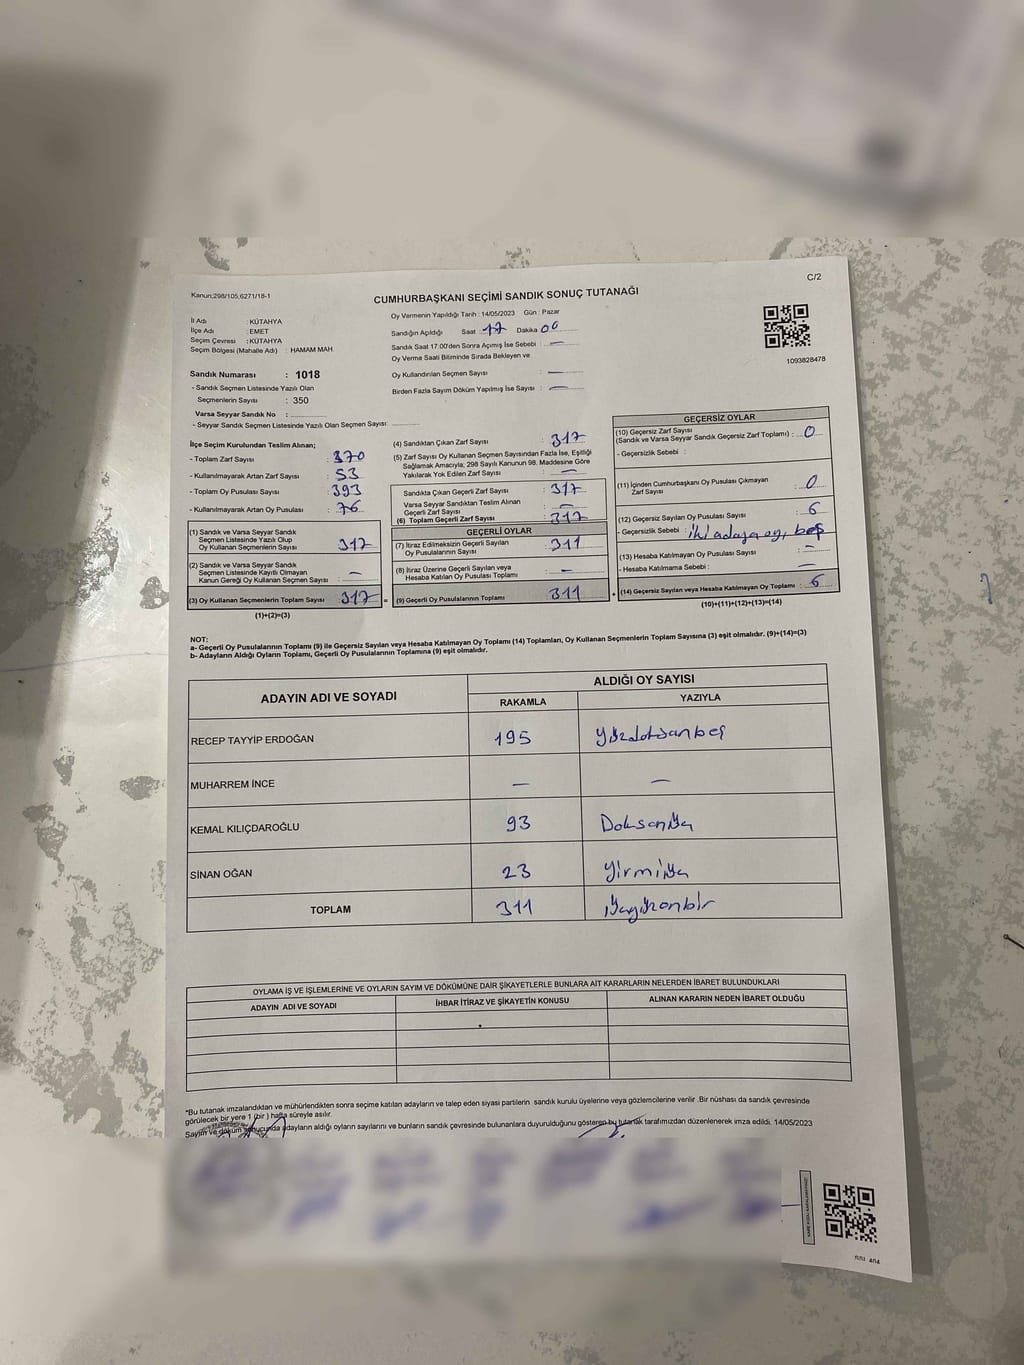 C/2
Kanun;298/105,6271/18-1
CUMHURBAŞKANI SEÇİMİ SANDIK SONUÇ TUTANAĞI
İl Adı : KÜTAHYA
İlçe Adı : EMET
Seçim Çevresi : KÜTAHYA
Seçim Bölgesi (Mahalle Adı) : HAMAM MAH.
Sandık Numarası : 1018
- Sandık Seçmen Listesinde Yazılı Olan
Seçmenlerin Sayısı : 350
Varsa Seyyar Sandık No :
- Seyyar Sandık Seçmen Listesinde Yazılı Olan Seçmen Sayısı:
Oy Vermenin Yapıldığı Tarih : 14/05/2023 Gün : Pazar
Sandığın Açıldığı Saat 17 Dakika 00
Sandık Saat 17.00'den Sonra Açımış İse Sebebi : —
Oy Verme Saati Bitiminde Sırada Bekleyen ve
Oy Kullandırılan Seçmen Sayısı : —
Birden Fazla Sayım Döküm Yapılmış İse Sayısı : —
1093828478
İlçe Seçim Kurulundan Teslim Alınan;
- Toplam Zarf Sayısı : 370
- Kullanılmayarak Artan Zarf Sayısı : 53
- Toplam Oy Pusulası Sayısı : 393
- Kullanılmayarak Artan Oy Pusulası : 76
(1) Sandık ve Varsa Seyyar Sandık
Seçmen Listesinde Yazılı Olup
Oy Kullanan Seçmenlerin Sayısı : 317
(2) Sandık ve Varsa Seyyar Sandık
Seçmen Listesinde Kayıtlı Olmayan
Kanun Gereği Oy Kullanan Seçmen Sayısı : —
(3) Oy Kullanan Seçmenlerin Toplam Sayısı : 317 =
(1)+(2)=(3)
(4) Sandıktan Çıkan Zarf Sayısı : 317
(5) Zarf Sayısı Oy Kullanan Seçmen Sayısından Fazla İse, Eşitliği
Sağlamak Amacıyla; 298 Sayılı Kanunun 98. Maddesine Göre
Yakılarak Yok Edilen Zarf Sayısı : —
Sandıkta Çıkan Geçerli Zarf Sayısı : 317
Varsa Seyyar Sandıktan Teslim Alınan
Geçerli Zarf Sayısı : —
(6) Toplam Geçerli Zarf Sayısı : 317
GEÇERLİ OYLAR
(7) İtiraz Edilmeksizin Geçerli Sayılan
Oy Pusulalarının Sayısı : 311
(8) İtiraz Üzerine Geçerli Sayılan veya
Hesaba Katılan Oy Pusulası Toplamı : —
(9) Geçerli Oy Pusulalarının Toplamı : 311 +
GEÇERSİZ OYLAR
(10) Geçersiz Zarf Sayısı
(Sandık ve Varsa Seyyar Sandık Geçersiz Zarf Toplamı) : 0
- Geçersizlik Sebebi :
(11) İçinden Cumhurbaşkanı Oy Pusulası Çıkmayan
Zarf Sayısı : 0
(12) Geçersiz Sayılan Oy Pusulası Sayısı : 6
- Geçersizlik Sebebi : iki adaya oy,
(13) Hesaba Katılmayan Oy Pusulası Sayısı : —
- Hesaba Katılmama Sebebi : —
(14) Geçersiz Sayılan veya Hesaba Katılmayan Oy Toplamı : 6
(10)+(11)+(12)+(13)=(14)
NOT:
a- Geçerli Oy Pusulalarının Toplamı (9) ile Geçersiz Sayılan veya Hesaba Katılmayan Oy Toplamı (14) Toplamları, Oy Kullanan Seçmenlerin Toplam Sayısına (3) eşit olmalıdır. (9)+(14)=(3)
b- Adayların Aldığı Oyların Toplamı, Geçerli Oy Pusulalarının Toplamına (9) eşit olmalıdır.
ADAYIN ADI VE SOYADI
ALDIĞI OY SAYISI
RAKAMLA YAZIYLA
RECEP TAYYİP ERDOĞAN 195 Yüzdoksanbeş
MUHARREM İNCE — —
KEMAL KILIÇDAROĞLU 93 Doksanüç
SİNAN OĞAN 23 Yirmiüç
TOPLAM 311 üçyüzonbir
OYLAMA İŞ VE İŞLEMLERİNE VE OYLARIN SAYIM VE DÖKÜMÜNE DAİR ŞİKAYETLERLE BUNLARA AİT KARARLARIN NELERDEN İBARET BULUNDUKLARI
ADAYIN ADI VE SOYADI İHBAR İTİRAZ VE ŞİKAYETİN KONUSU ALINAN KARARIN NEDEN İBARET OLDUĞU
*Bu tutanak imzalandıktan ve mühürlendikten sonra seçime katılan adayların ve talep eden siyasi partilerin sandık kurulu üyelerine veya gözlemcilerine verilir .Bir nüshası da sandık çevresinde
görülecek bir yere 1 (bir ) hafta süreyle asılır.
Sayım ve döküm sonucunda adayların aldığı oyların sayılarını ve bunların sandık çevresinde bulunanlara duyurulduğunu gösteren bu tutanak tarafımızdan düzenlenerek imza edildi. 14/05/2023